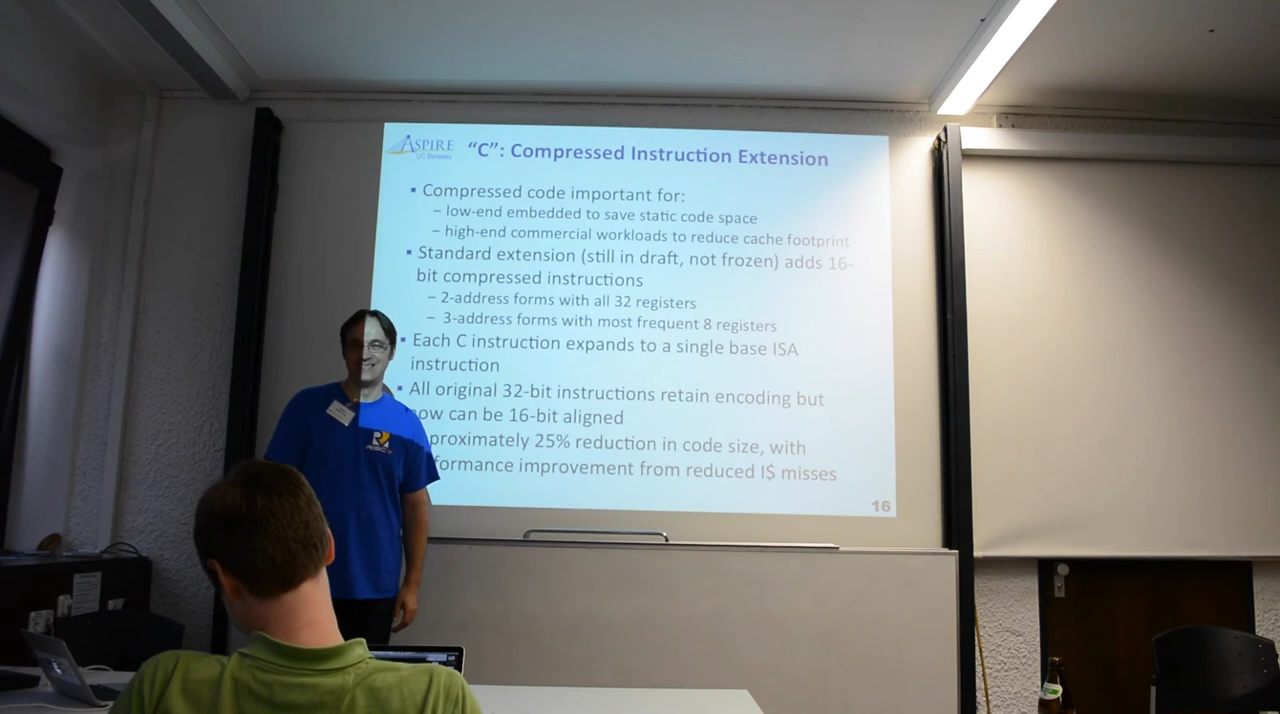 ASPIRE
UC Berkeley
“C”: Compressed Instruction Extension
▪ Compressed code important for:
– low-end embedded to save static code space
– high-end commercial workloads to reduce cache footprint
▪ Standard extension (still in draft, not frozen) adds 16-
bit compressed instructions
– 2-address forms with all 32 registers
– 3-address forms with most frequent 8 registers
▪ Each C instruction expands to a single base ISA
instruction
▪ All original 32-bit instructions retain encoding but
now can be 16-bit aligned
proximately 25% reduction in code size, with
formance improvement from reduced I$ misses
16